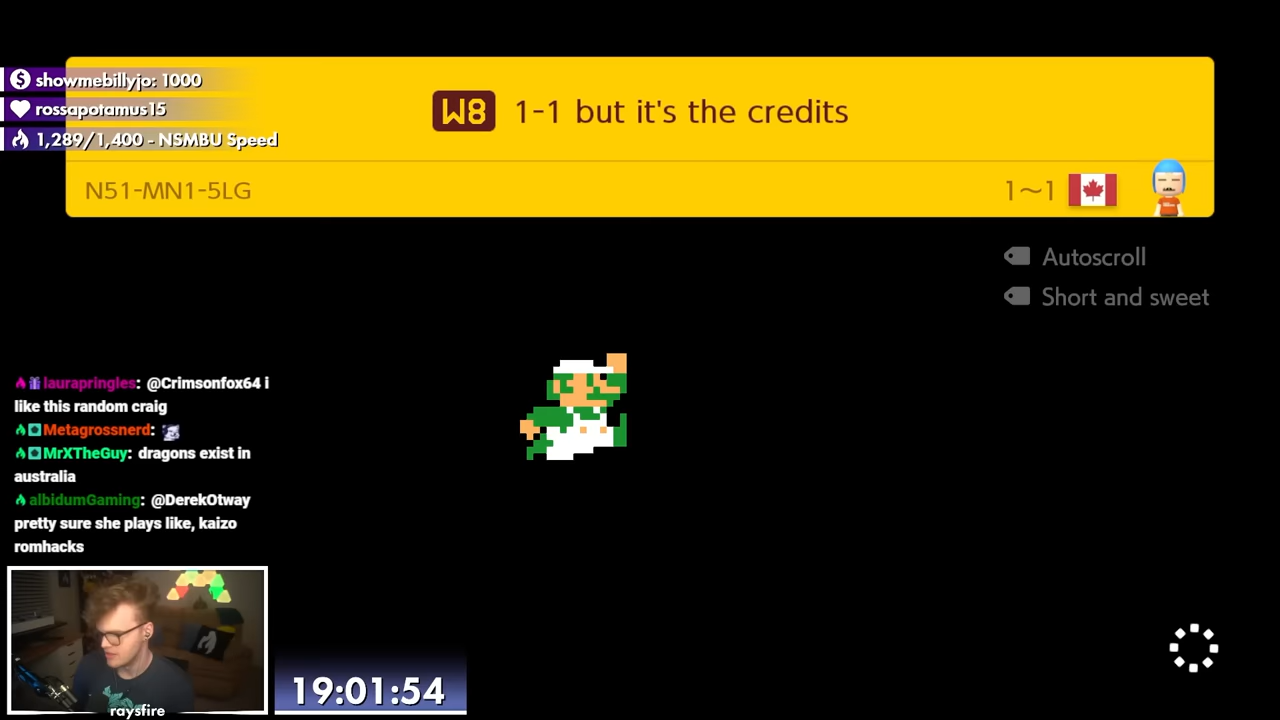 showmebillyjo: 1000
rossapotamus15
1,289/1,400 - NSMBU Speed
W8 1-1 but it's the credits
N51-MN1-5LG
1~1
Autoscroll
Short and sweet
laurapringles: @Crimsonfox64 i
like this random craig
Metagrossnerd:
MrXTheGuy: dragons exist in
australia
albidumGaming: @DerekOtway
pretty sure she plays like, kaizo
romhacks
raysfire
19:01:54